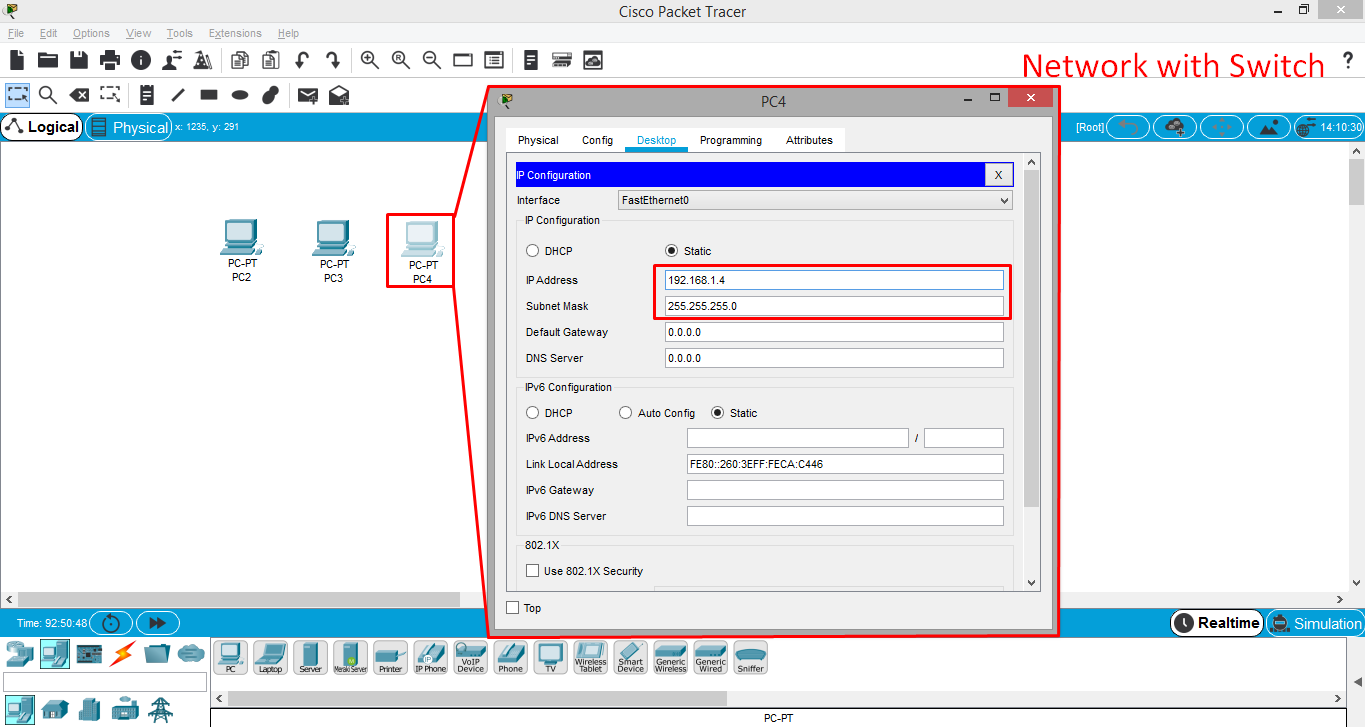 Cisco Packet Tracer
File Edit Options View Tools Extensions Help
Network with Switch
?
Logical Physical x: 1235, y: 291
[Root] 14:10:30
PC4
Physical Config Desktop Programming Attributes
IP Configuration X
Interface FastEthernet0
IP Configuration
DHCP Static
IP Address 192.168.1.4
Subnet Mask 255.255.255.0
Default Gateway 0.0.0.0
DNS Server 0.0.0.0
IPv6 Configuration
DHCP Auto Config Static
IPv6 Address /
Link Local Address FE80::260:3EFF:FECA:C446
IPv6 Gateway
IPv6 DNS Server
802.1X
Use 802.1X Security
Top
PC-PT
PC2
PC-PT
PC3
PC-PT
PC4
Time: 92:50:48
Realtime Simulation
PC Laptop Server Meraki Server Printer IP Phone VoIP Device Phone TV Wireless Tablet Smart Device Generic Wireless Generic Wired Sniffer
PC-PT